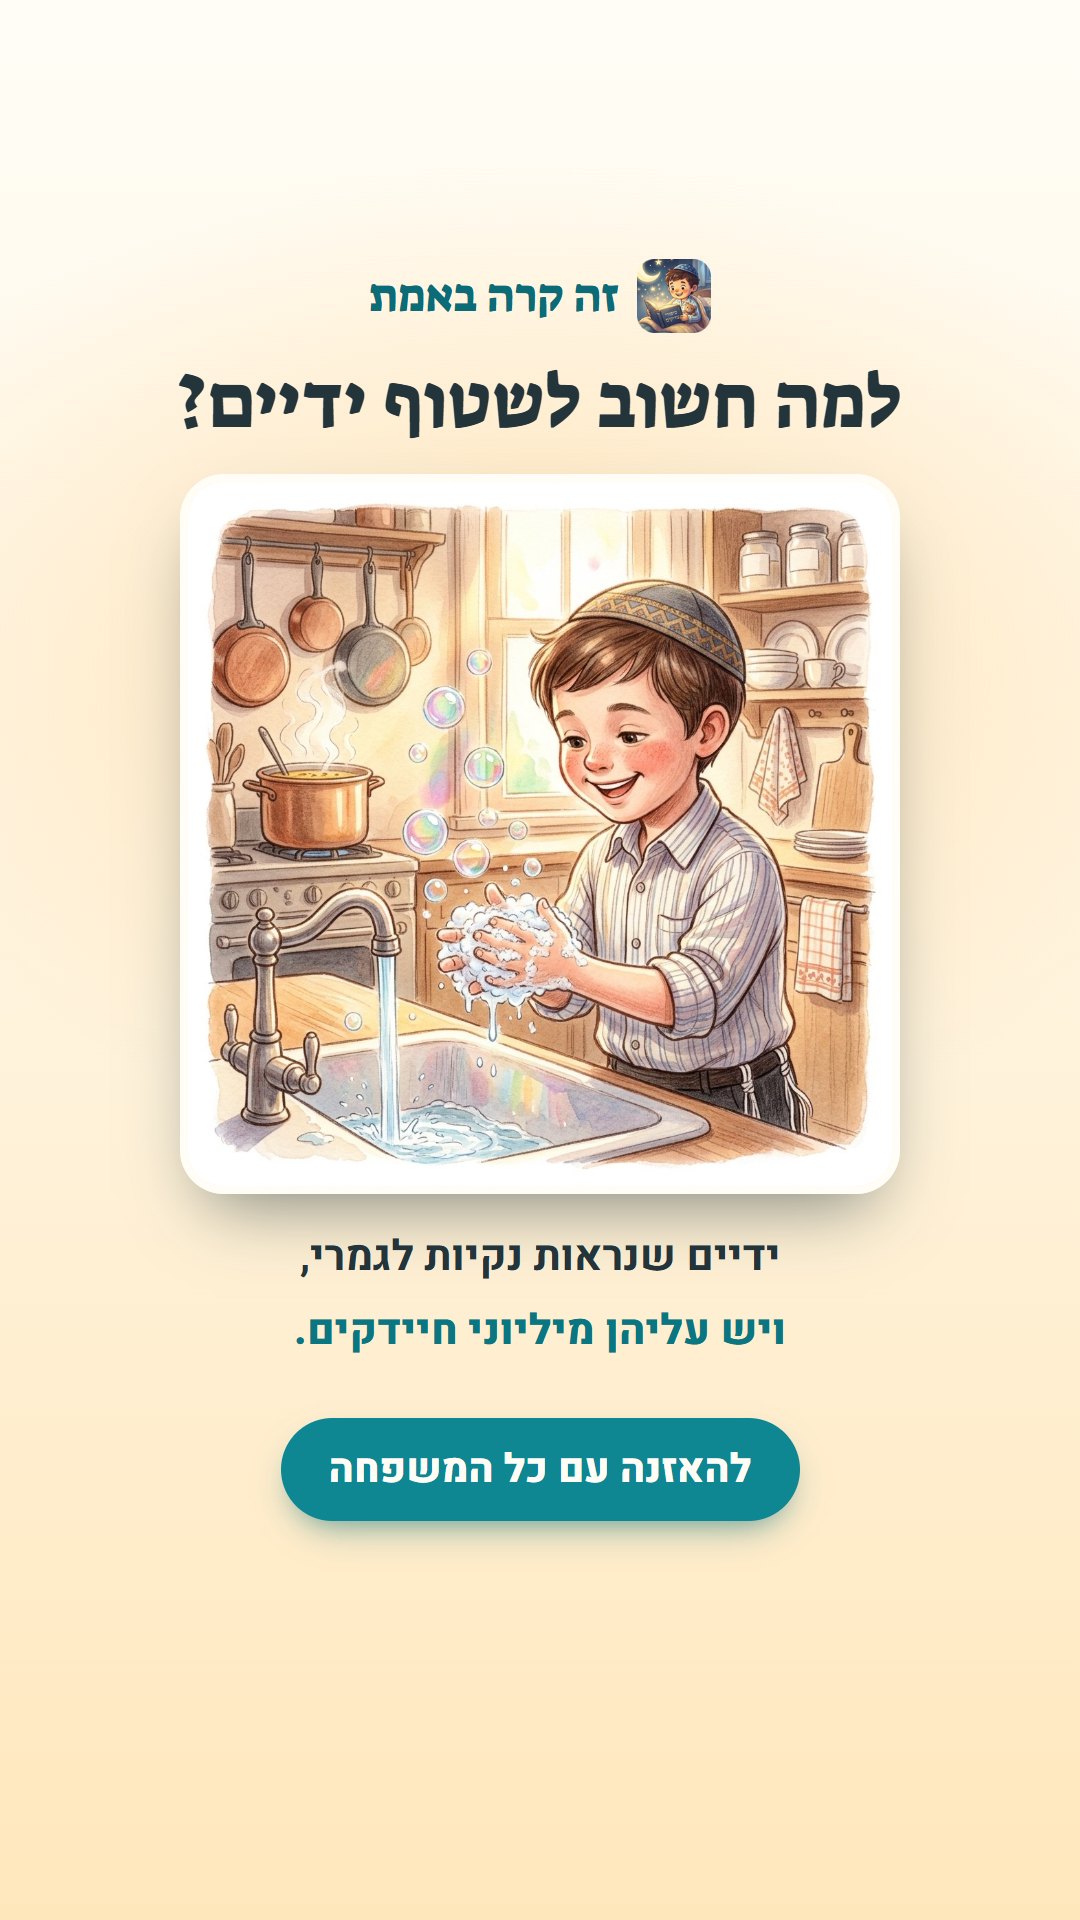 זה קרה באמת
למה חשוב לשטוף ידיים?
ידיים שנראות נקיות לגמרי,
ויש עליהן מיליוני חיידקים.
להאזנה עם כל המשפחה